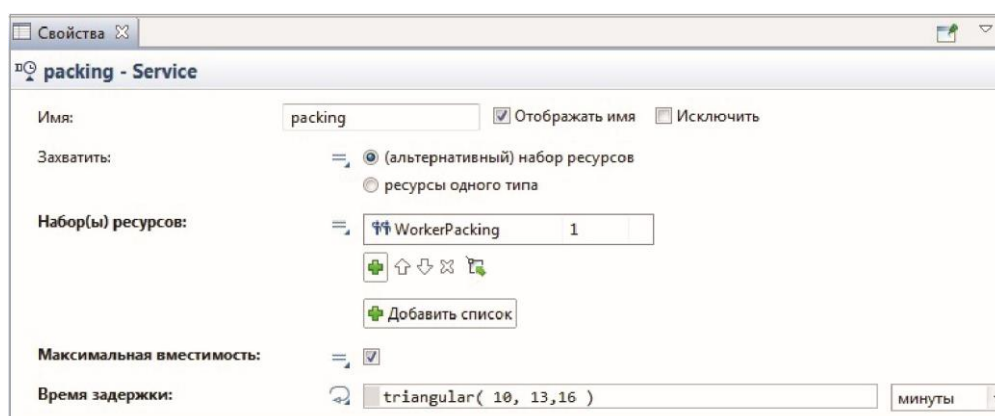 Свойства
packing - Service
Имя: packing Отображать имя Исключить
Захватить: (альтернативный) набор ресурсов
ресурсы одного типа
Набор(ы) ресурсов: WorkerPacking 1
Добавить список
Максимальная вместимость:
Время задержки: triangular( 10, 13,16 ) минуты